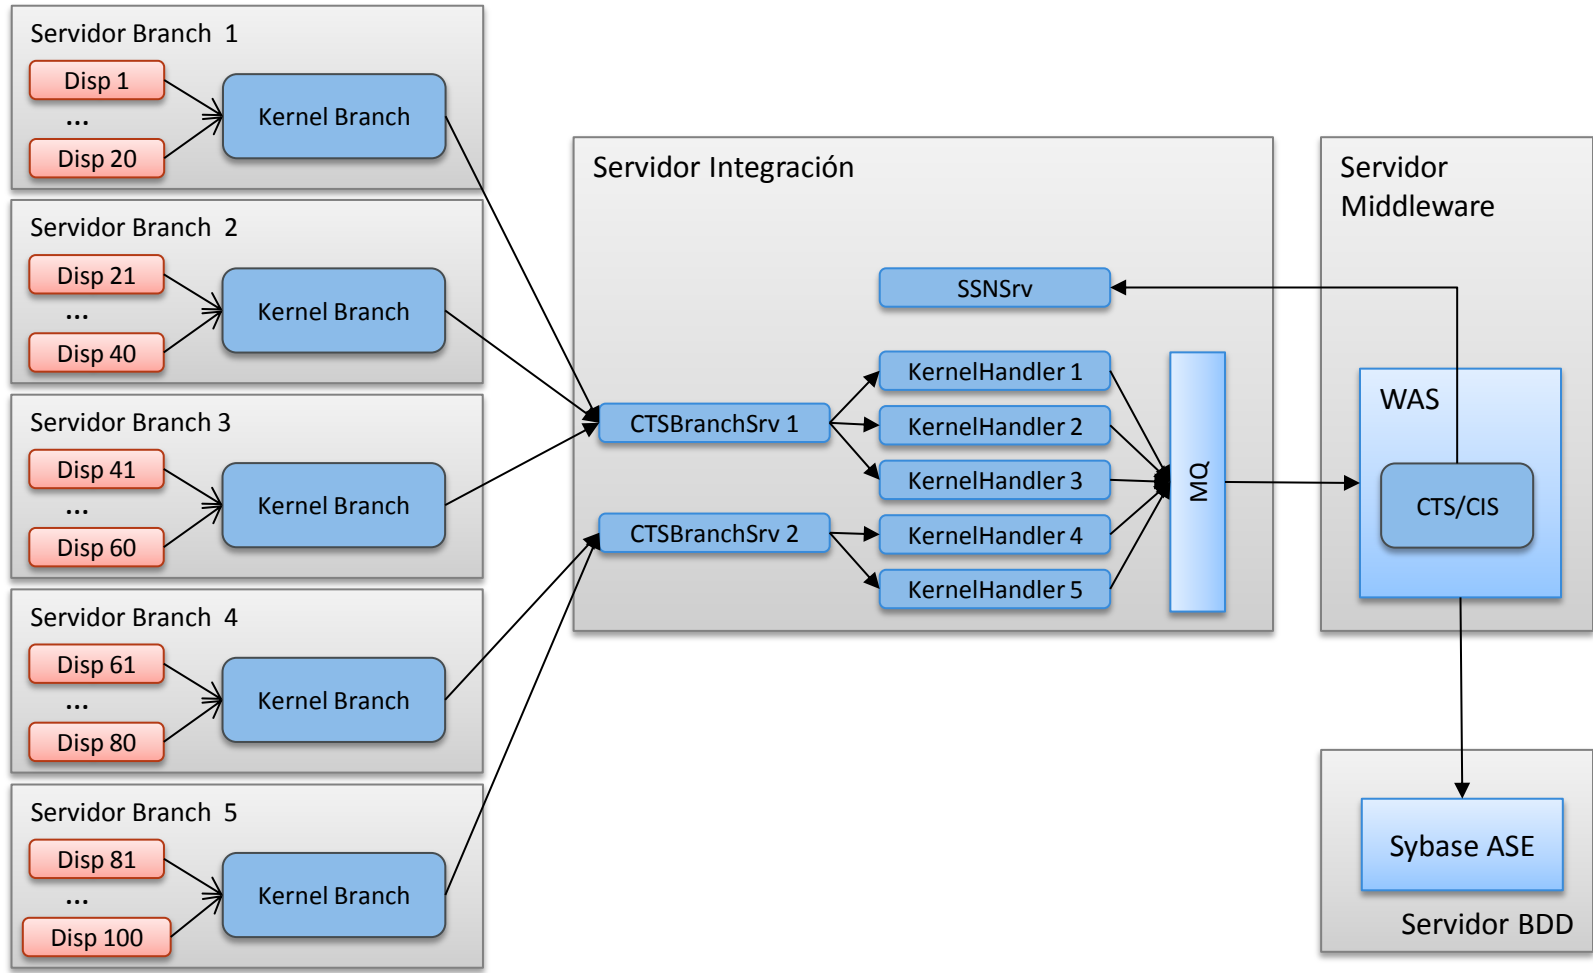 Servidor Branch  1
Disp 1
...
Disp 20
Kernel Branch
Servidor Branch  2
Disp 21
...
Disp 40
Kernel Branch
Servidor Branch 3
Disp 41
...
Disp 60
Kernel Branch
Servidor Branch  4
Disp 61
...
Disp 80
Kernel Branch
Servidor Branch  5
Disp 81
...
Disp 100
Kernel Branch
Servidor Integración
SSNSrv
CTSBranchSrv 1
CTSBranchSrv 2
KernelHandler 1
KernelHandler 2
KernelHandler 3
KernelHandler 4
KernelHandler 5
MQ
Servidor
Middleware
WAS
CTS/CIS
Sybase ASE
Servidor BDD